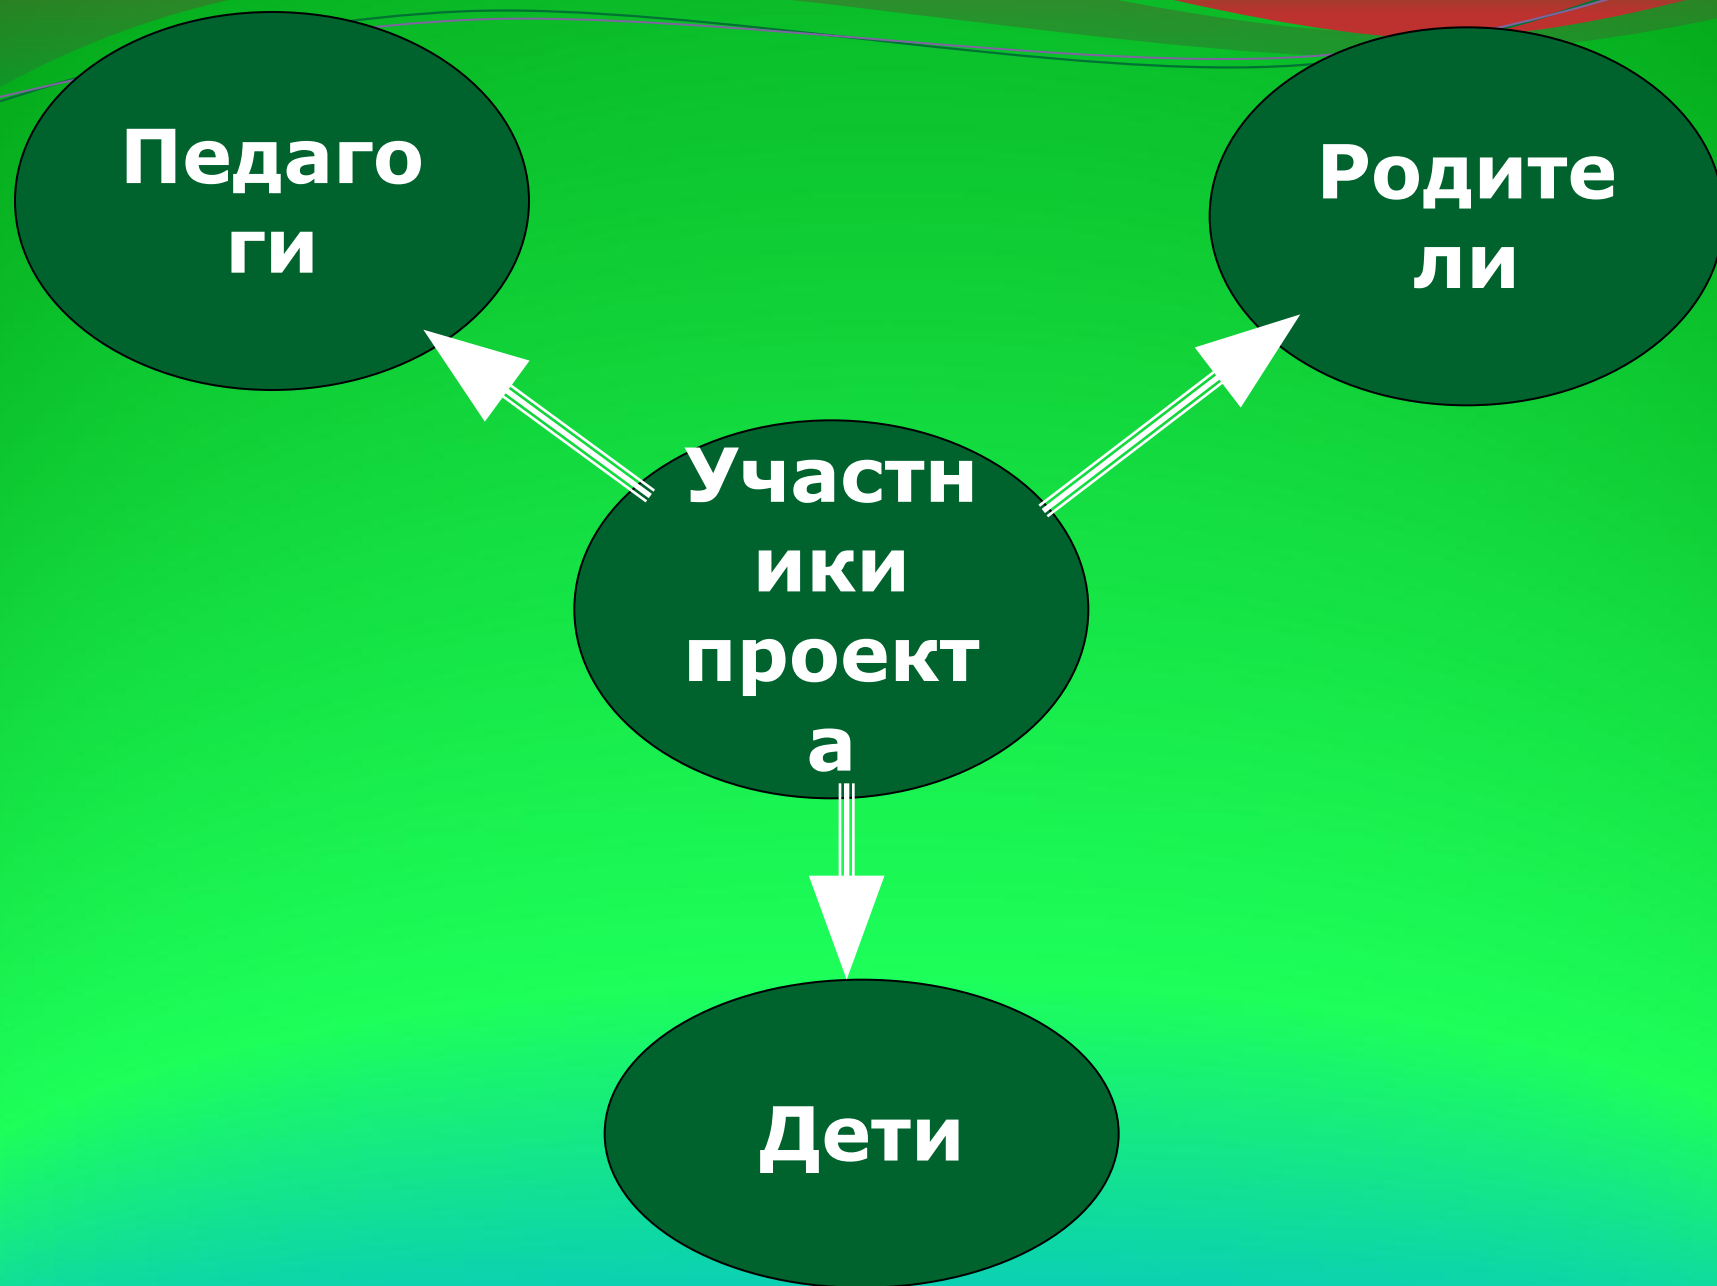 Педаго
ги
Родите
ли
Участн
ики
проект
а
Дети